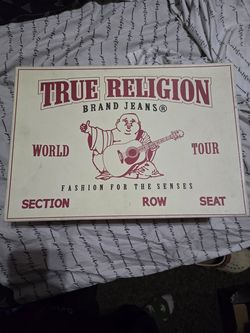 TRUE RELIGION
BRAND JEANS®
WORLD TOUR
FASHION FOR THE SENSES
SECTION ROW SEAT